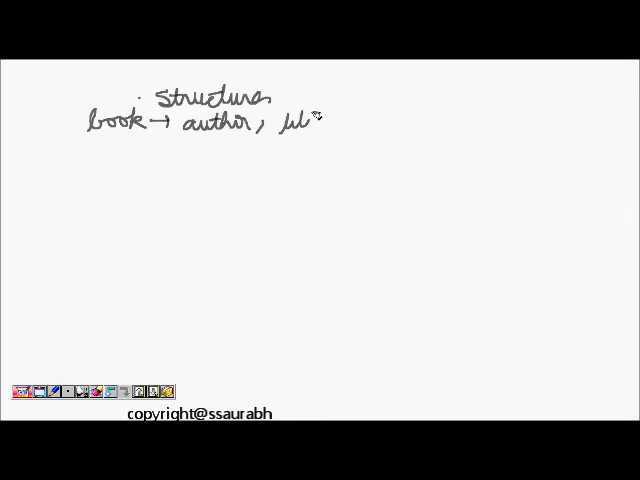 structures
book → author,
copyright@ssaurabh